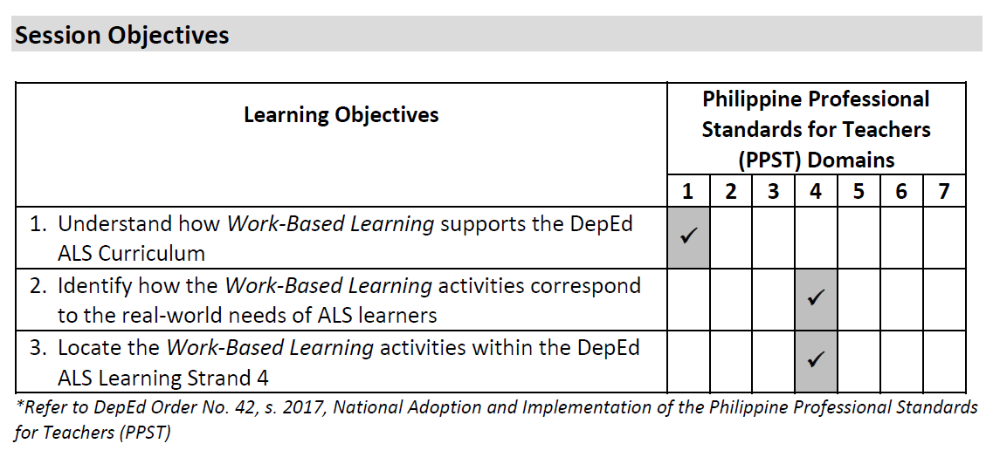 Session Objectives
Learning Objectives
Philippine Professional
Standards for Teachers
(PPST) Domains
1 2 3 4 5 6 7
1. Understand how Work-Based Learning supports the DepEd
ALS Curriculum
✓
2. Identify how the Work-Based Learning activities correspond
to the real-world needs of ALS learners
✓
3. Locate the Work-Based Learning activities within the DepEd
ALS Learning Strand 4
✓
*Refer to DepEd Order No. 42, s. 2017, National Adoption and Implementation of the Philippine Professional Standards
for Teachers (PPST)